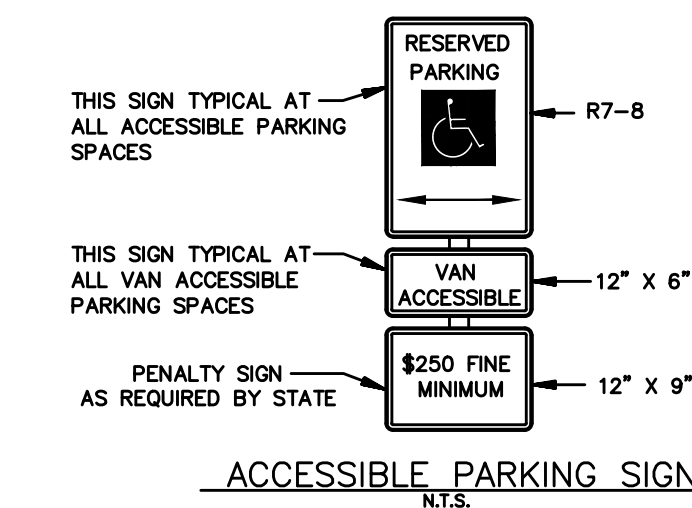 RESERVED
PARKING
THIS SIGN TYPICAL AT
ALL ACCESSIBLE PARKING
SPACES
R7-8
THIS SIGN TYPICAL AT
ALL VAN ACCESSIBLE
PARKING SPACES
VAN
ACCESSIBLE
12" X 6"
PENALTY SIGN
AS REQUIRED BY STATE
$250 FINE
MINIMUM
12" X 9"
ACCESSIBLE PARKING SIGN
N.T.S.